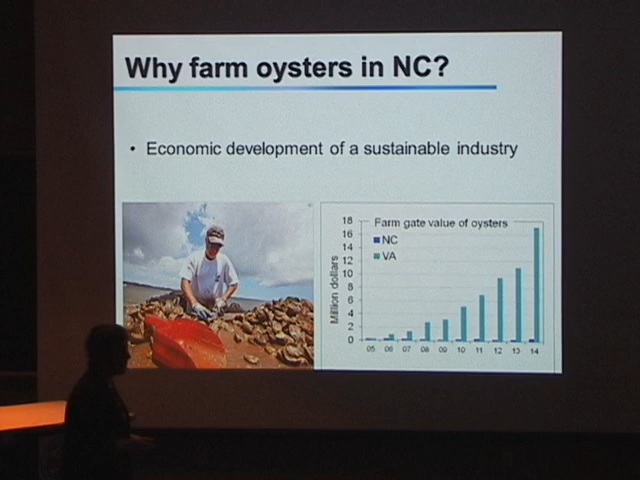 Why farm oysters in NC?
• Economic development of a sustainable industry
Farm gate value of oysters
NC
VA
Million dollars
18
16
14
12
10
8
6
4
2
0
05 06 07 08 09 10 11 12 13 14